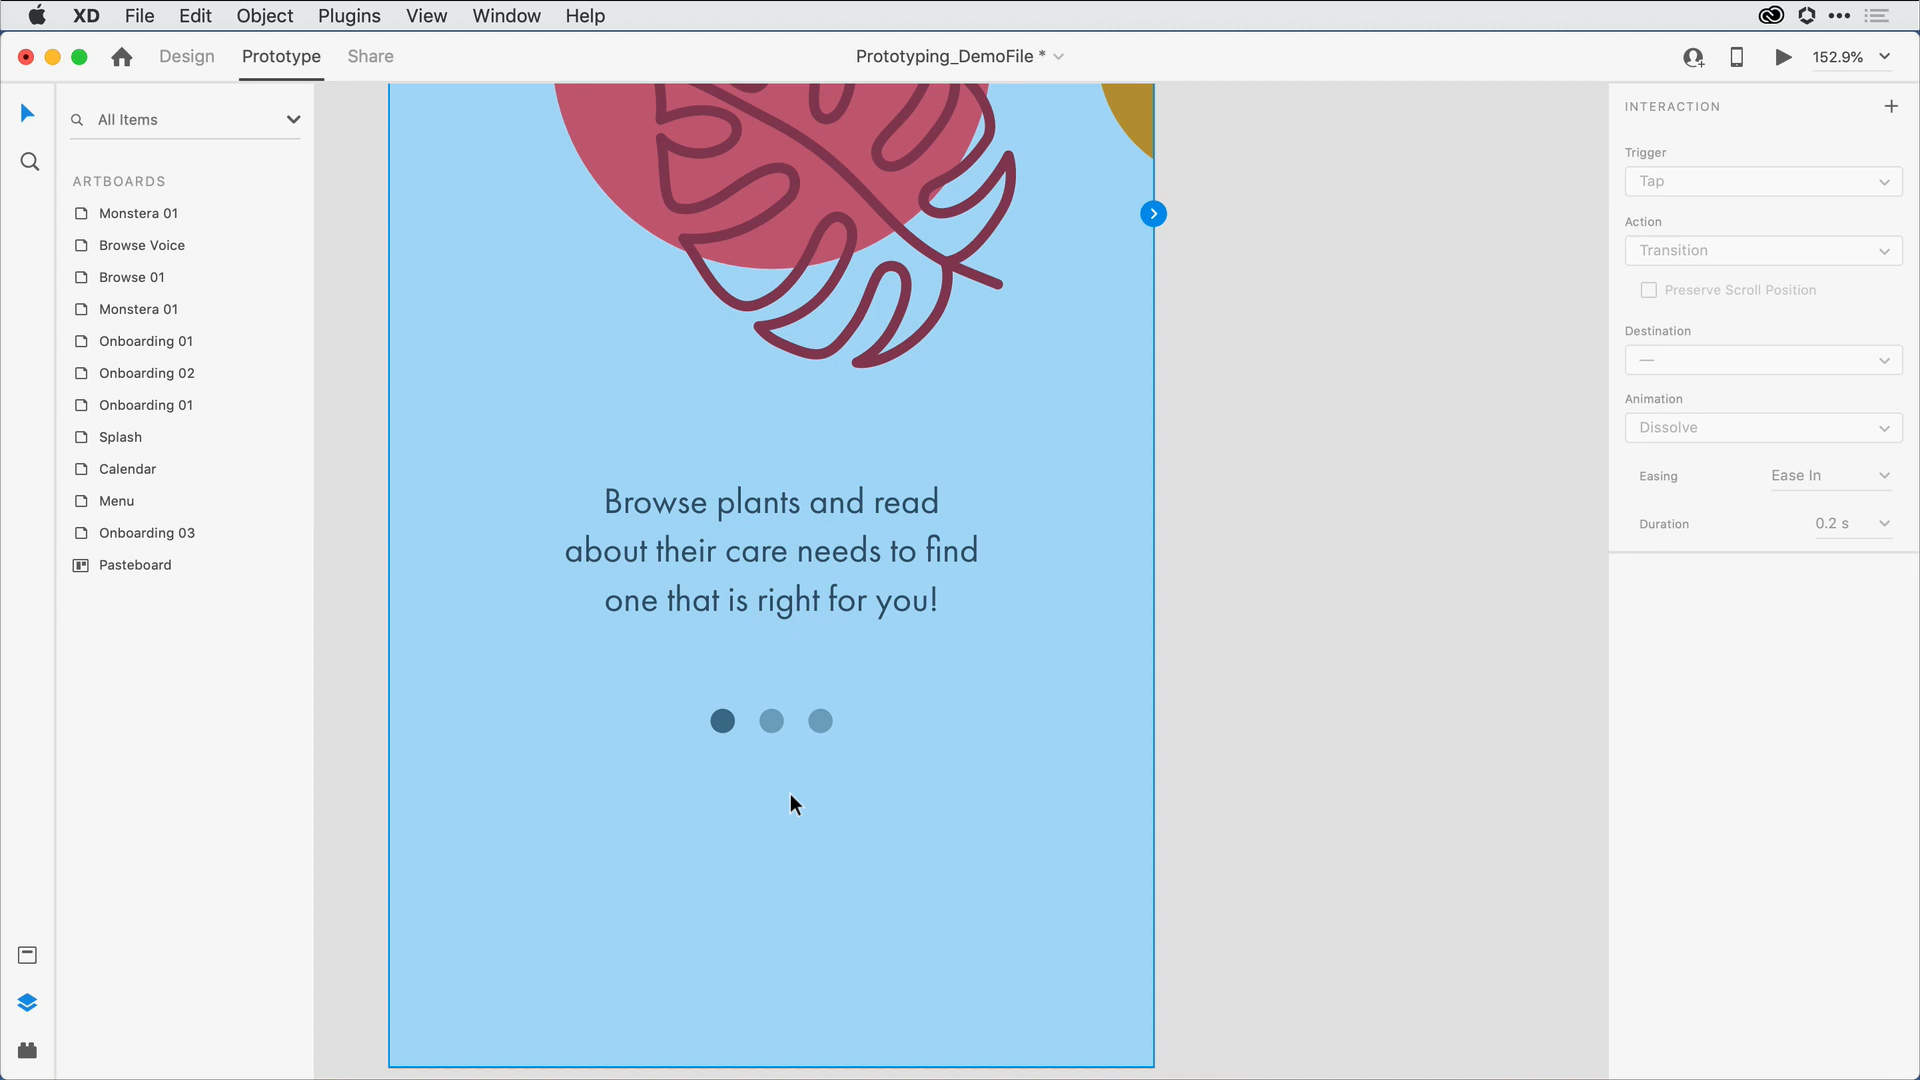 XD File Edit Object Plugins View Window Help
Design Prototype Share
Prototyping_DemoFile *
152.9%
All Items
ARTBOARDS
Monstera 01
Browse Voice
Browse 01
Monstera 01
Onboarding 01
Onboarding 02
Onboarding 01
Splash
Calendar
Menu
Onboarding 03
Pasteboard
Browse plants and read
about their care needs to find
one that is right for you!
INTERACTION
Trigger
Tap
Action
Transition
Preserve Scroll Position
Destination
—
Animation
Dissolve
Easing Ease In
Duration 0.2 s